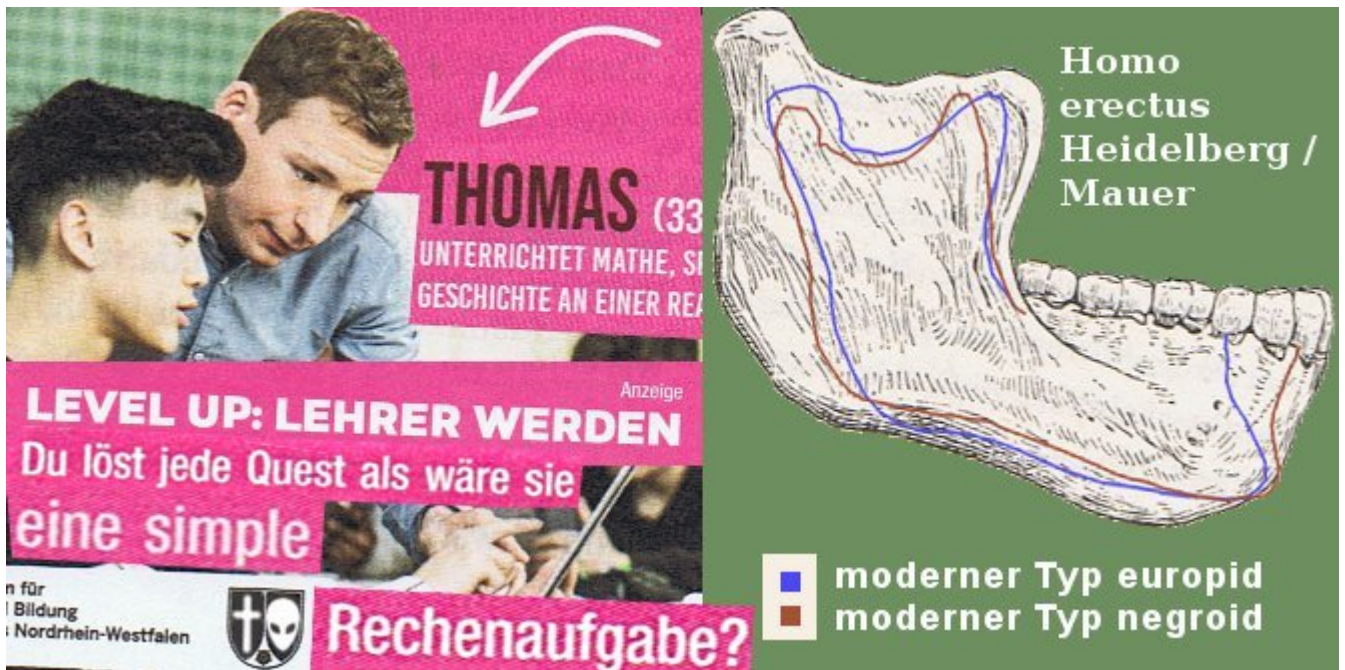 THOMAS (33
UNTERRICHTET MATHE,
GESCHICHTE AN EINER
Anzeige
LEVEL UP: LEHRER WERDEN
Du löst jede Quest als wäre sie
eine simple
Rechenaufgabe?
für
Bildung
Nordrhein-Westfalen
Homo
erectus
Heidelberg /
Mauer
moderner Typ europid
moderner Typ negroid